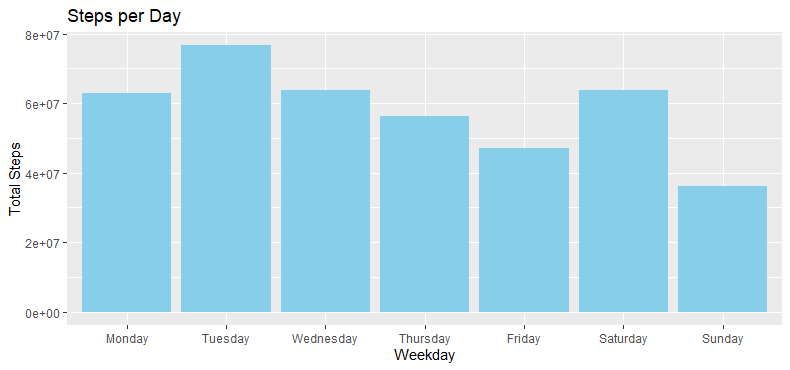 Steps per Day
8e+07
6e+07
4e+07
2e+07
0e+00
Total Steps
Monday Tuesday Wednesday Thursday Friday Saturday Sunday
Weekday